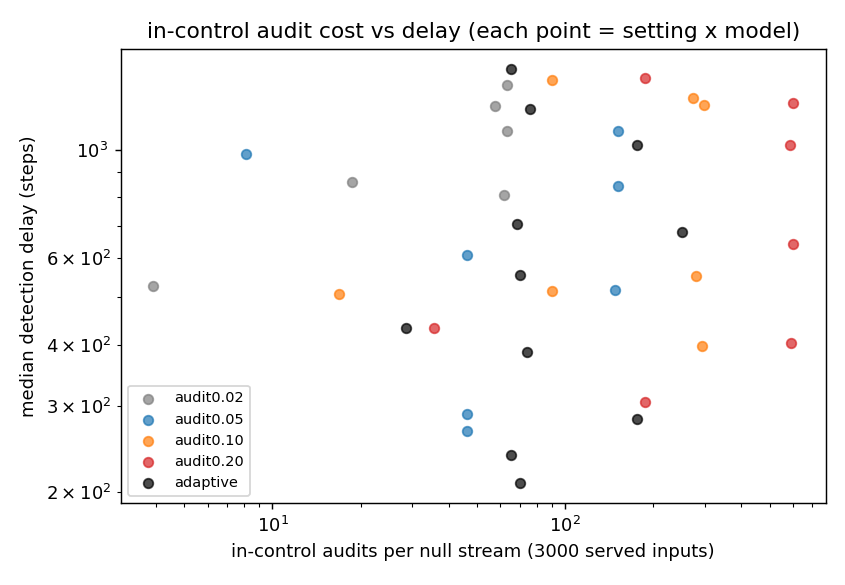 in-control audit cost vs delay (each point = setting x model)
median detection delay (steps)
10³
6 × 10²
4 × 10²
3 × 10²
2 × 10²
audit0.02
audit0.05
audit0.10
audit0.20
adaptive
10¹
10²
in-control audits per null stream (3000 served inputs)